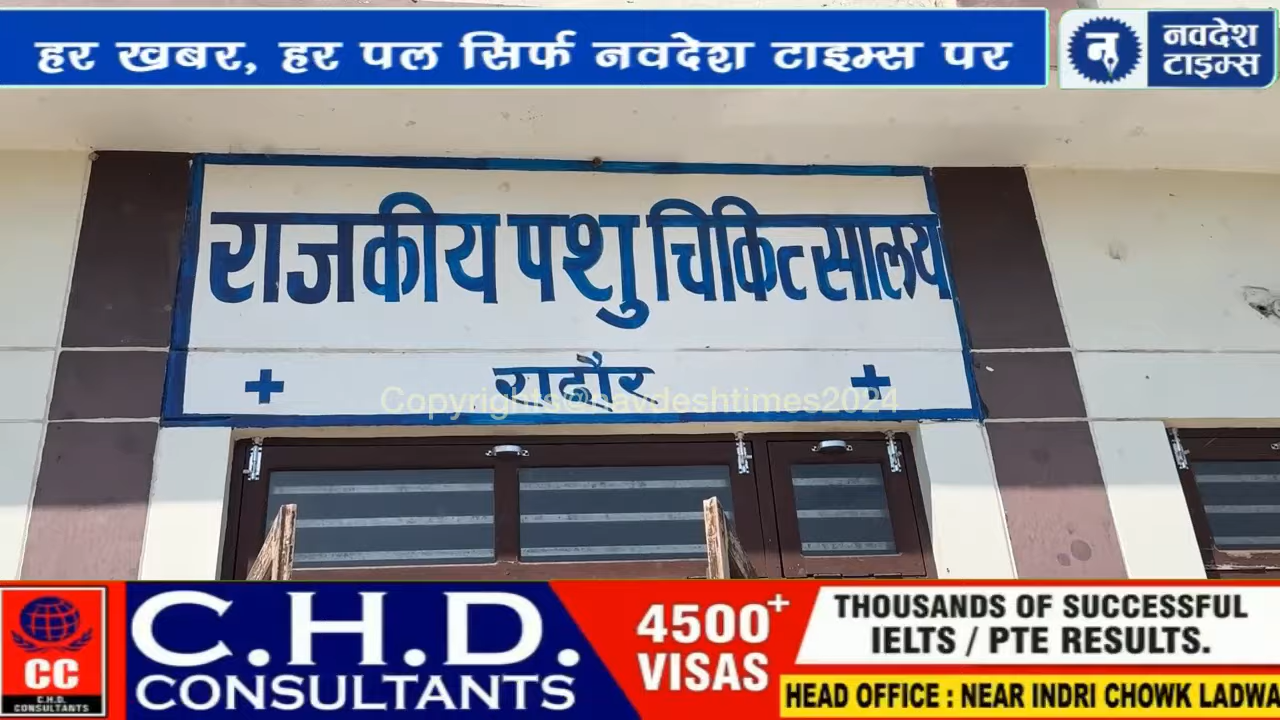 हर खबर, हर पल सिर्फ नवदेश टाइम्स पर
न
नवदेश
टाइम्स
राजकीय पशु चिकित्सालय
+ रादौर +
Copyrights@navdeshtimes2024
CC
C.H.D.
CONSULTANTS
C.H.D.
CONSULTANTS
4500+
VISAS
THOUSANDS OF SUCCESSFUL
IELTS / PTE RESULTS.
HEAD OFFICE : NEAR INDRI CHOWK LADWA